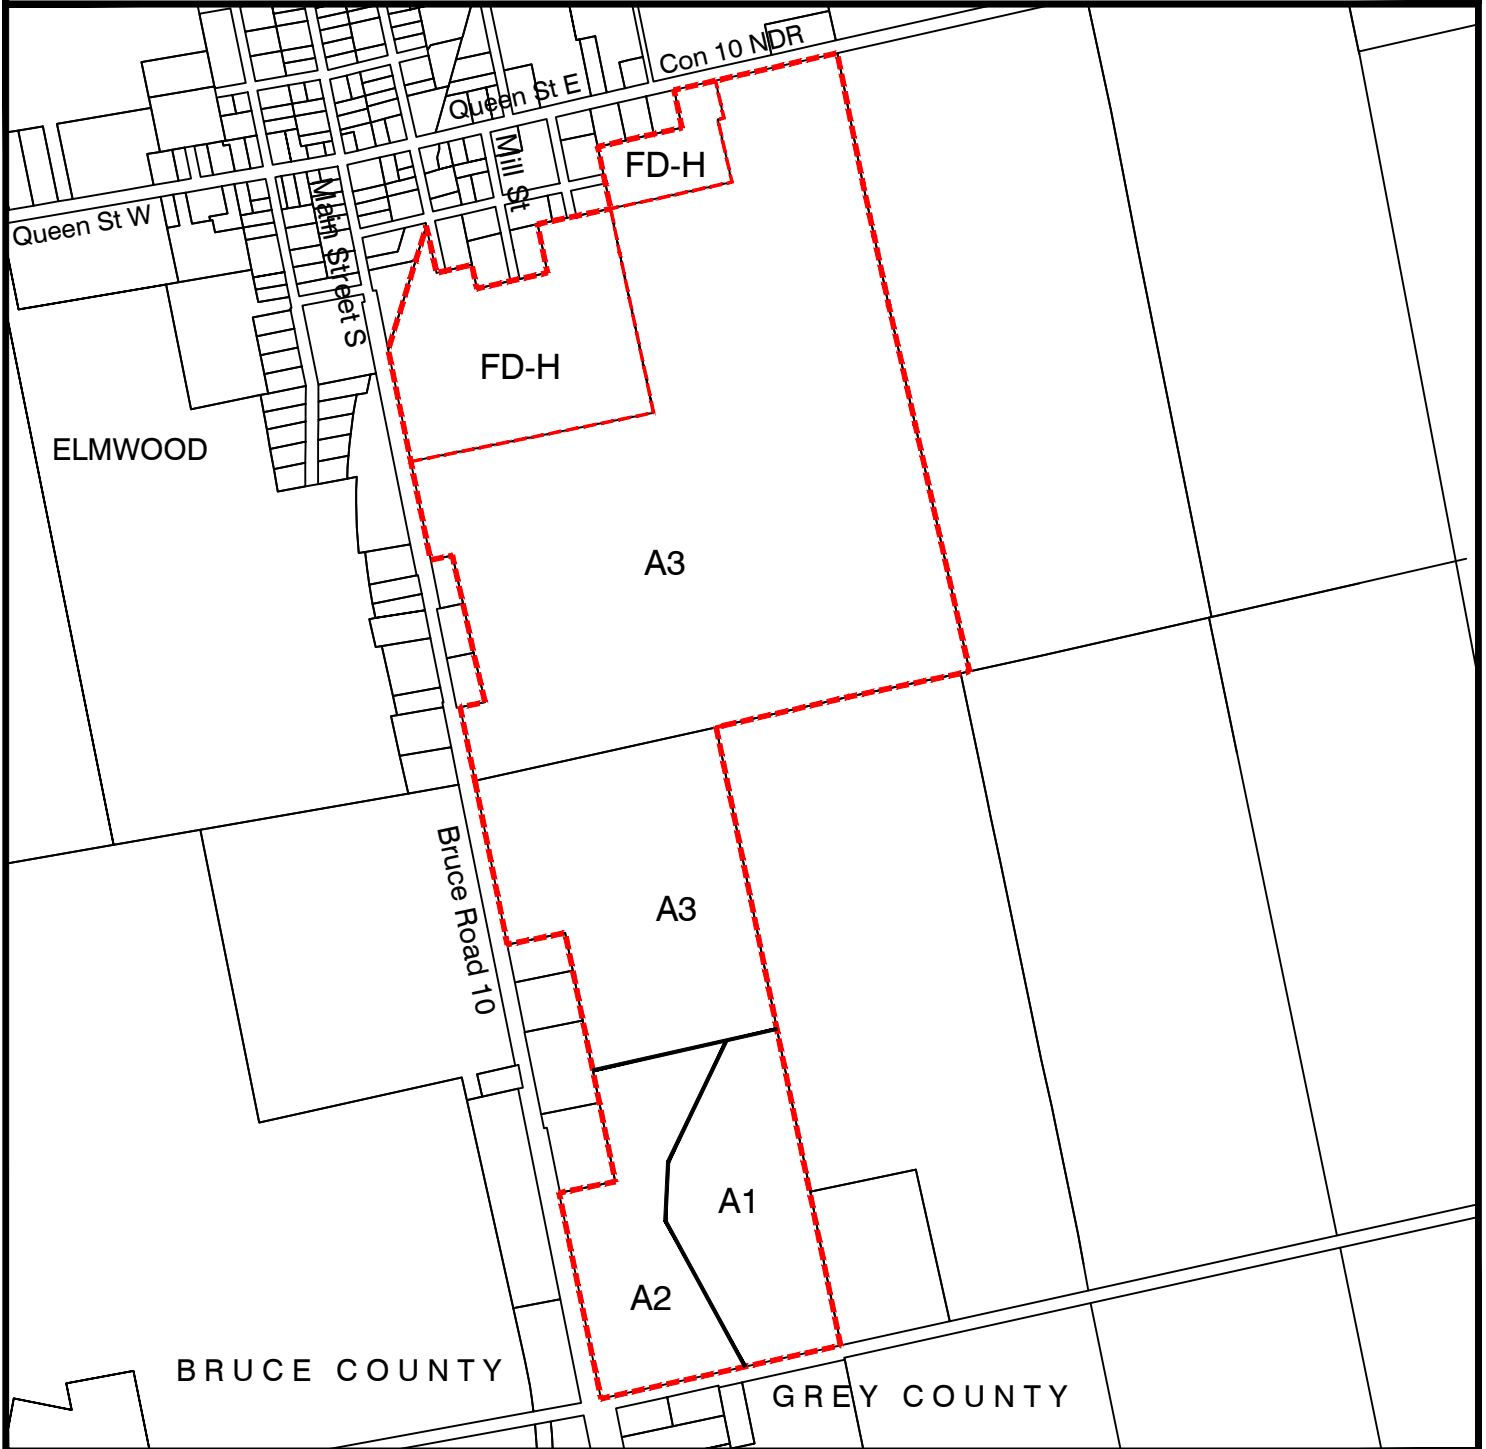 Con 10 NDR
Queen St E
Mill St
FD-H
Queen St W
Main Street S
FD-H
ELMWOOD
A3
Bruce Road 10
A3
A1
A2
BRUCE COUNTY
GREY COUNTY